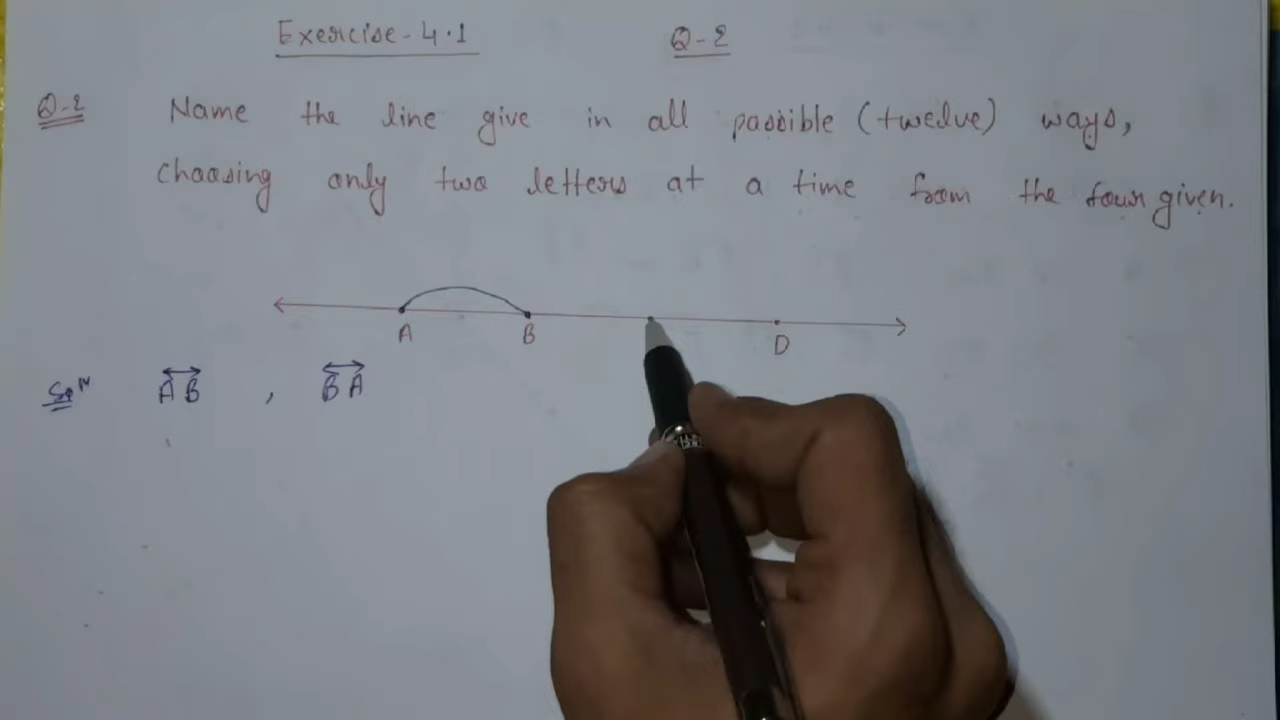 Exercise-4.1 Q-2
Q-2 Name the line give in all possible (twelve) ways,
choosing only two letters at a time from the four given.
A B D
Solⁿ AB , BA